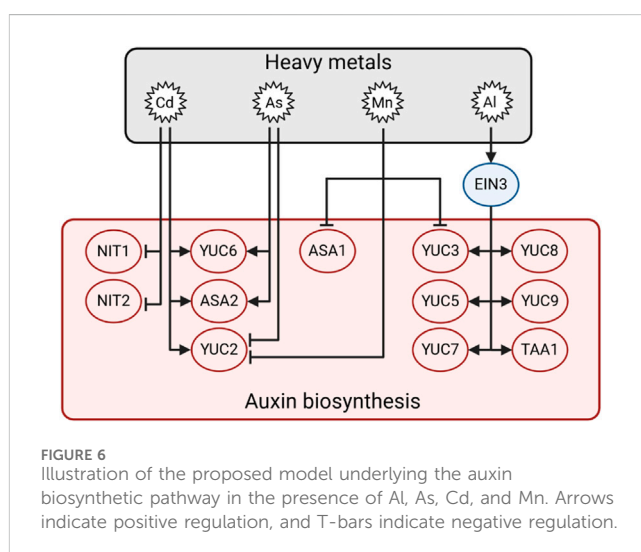 Heavy metals
Cd As Mn Al
EIN3
NIT1 YUC6 ASA1 YUC3 YUC8
NIT2 ASA2 YUC5 YUC9
YUC2 YUC7 TAA1
Auxin biosynthesis
FIGURE 6
Illustration of the proposed model underlying the auxin
biosynthetic pathway in the presence of Al, As, Cd, and Mn. Arrows
indicate positive regulation, and T-bars indicate negative regulation.